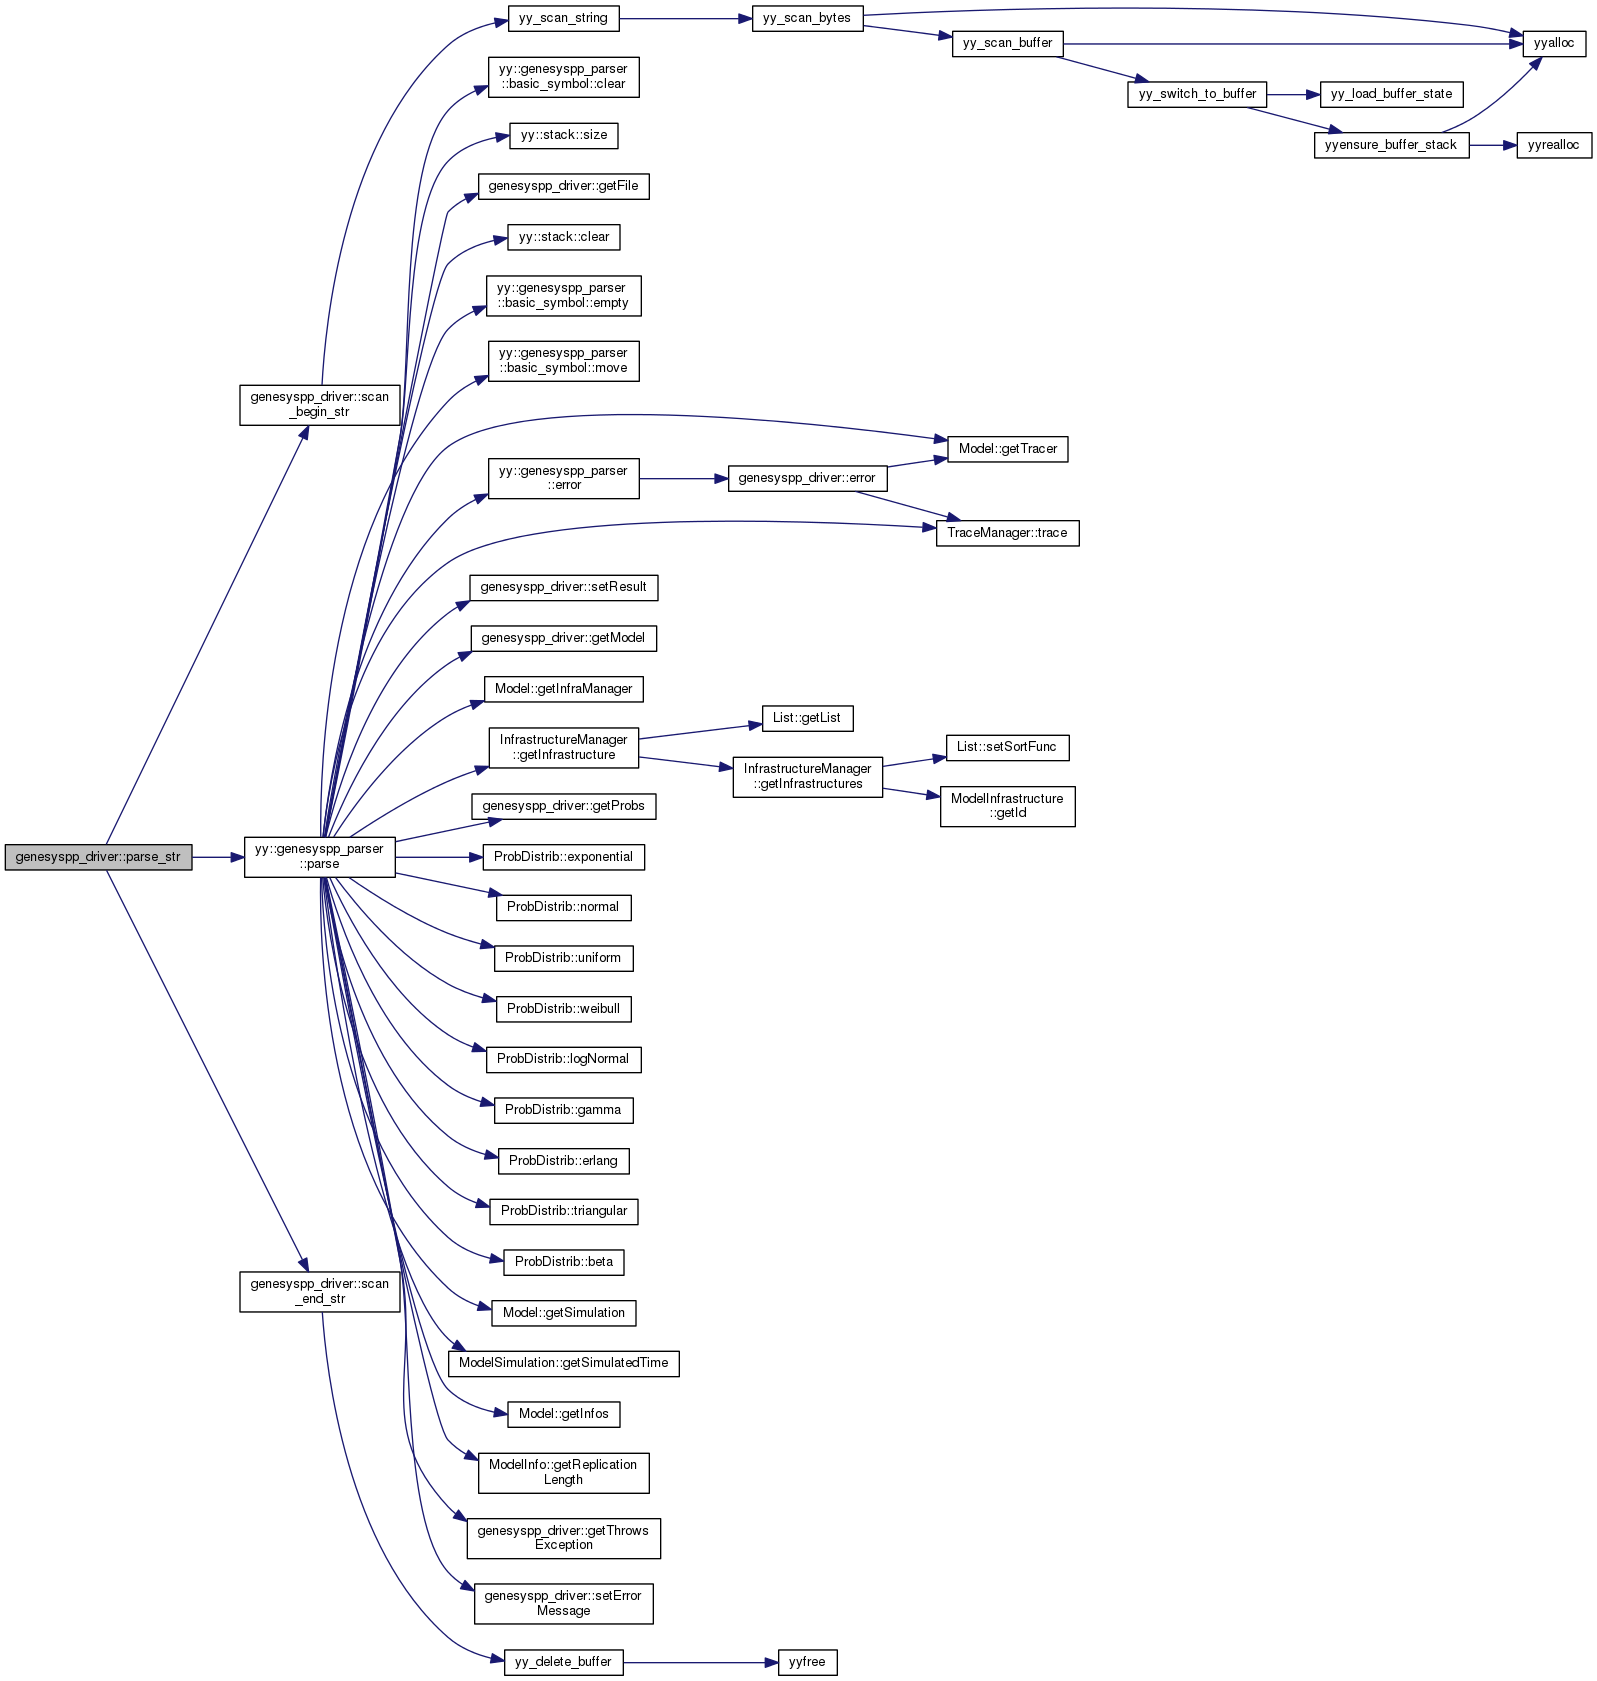 yy_scan_string
yy_scan_bytes
yy_scan_buffer
yyalloc
yy_switch_to_buffer
yy_load_buffer_state
yyensure_buffer_stack
yyrealloc
yy::genesyspp_parser
::basic_symbol::clear
yy::stack::size
genesyspp_driver::getFile
yy::stack::clear
yy::genesyspp_parser
::basic_symbol::empty
yy::genesyspp_parser
::basic_symbol::move
genesyspp_driver::scan
_begin_str
Model::getTracer
yy::genesyspp_parser
::error
genesyspp_driver::error
TraceManager::trace
genesyspp_driver::setResult
genesyspp_driver::getModel
Model::getInfraManager
InfrastructureManager
::getInfrastructure
List::getList
InfrastructureManager
::getInfrastructures
List::setSortFunc
ModelInfrastructure
::getId
genesyspp_driver::getProbs
genesyspp_driver::parse_str
yy::genesyspp_parser
::parse
ProbDistrib::exponential
ProbDistrib::normal
ProbDistrib::uniform
ProbDistrib::weibull
ProbDistrib::logNormal
ProbDistrib::gamma
ProbDistrib::erlang
ProbDistrib::triangular
ProbDistrib::beta
genesyspp_driver::scan
_end_str
Model::getSimulation
ModelSimulation::getSimulatedTime
Model::getInfos
ModelInfo::getReplication
Length
genesyspp_driver::getThrows
Exception
genesyspp_driver::setError
Message
yy_delete_buffer
yyfree